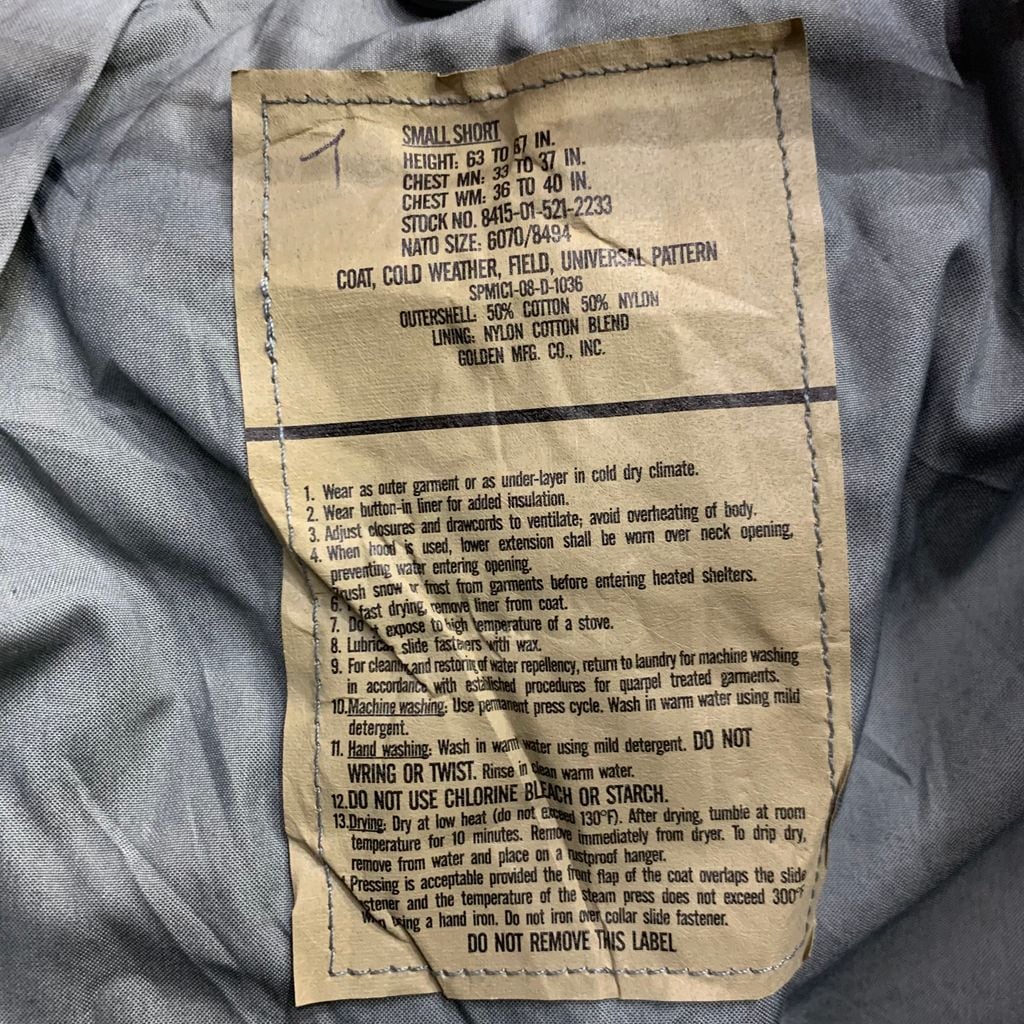 SMALL SHORT
HEIGHT: 63 TO 67 IN.
CHEST MN: 33 TO 37 IN.
CHEST WM: 36 TO 40 IN.
STOCK NO. 8415-01-521-2233
NATO SIZE: 6070/8494
COAT, COLD WEATHER, FIELD, UNIVERSAL PATTERN
SPM1C1-08-D-1036
OUTERSHELL: 50% COTTON 50% NYLON
LINING: NYLON COTTON BLEND
GOLDEN MFG. CO., INC.
1. Wear as outer garment or as under-layer in cold dry climate.
2. Wear button-in liner for added insulation.
3. Adjust closures and drawcords to ventilate; avoid overheating of body.
4. When hood is used, lower extension shall be worn over neck opening,
preventing water entering opening.
snow or frost from garments before entering heated shelters.
6. fast drying, remove liner from coat.
7. Do expose to high temperature of a stove.
8. Lubricate slide fasteners with wax.
9. For cleaning and restoring of water repellency, return to laundry for machine washing
in accordance with established procedures for quarpel treated garments.
10. Machine washing: Use permanent press cycle. Wash in warm water using mild
detergent.
11. Hand washing: Wash in warm water using mild detergent. DO NOT
WRING OR TWIST. Rinse in clean warm water.
12. DO NOT USE CHLORINE BLEACH OR STARCH.
13. Drying: Dry at low heat (do not exceed 130°F). After drying, tumble at room
temperature for 10 minutes. Remove immediately from dryer. To drip dry,
remove from water and place on a rustproof hanger.
Pressing is acceptable provided the front flap of the coat overlaps the slide
and the temperature of the steam press does not exceed 300°F
a hand iron. Do not iron over collar slide fastener.
DO NOT REMOVE THIS LABEL